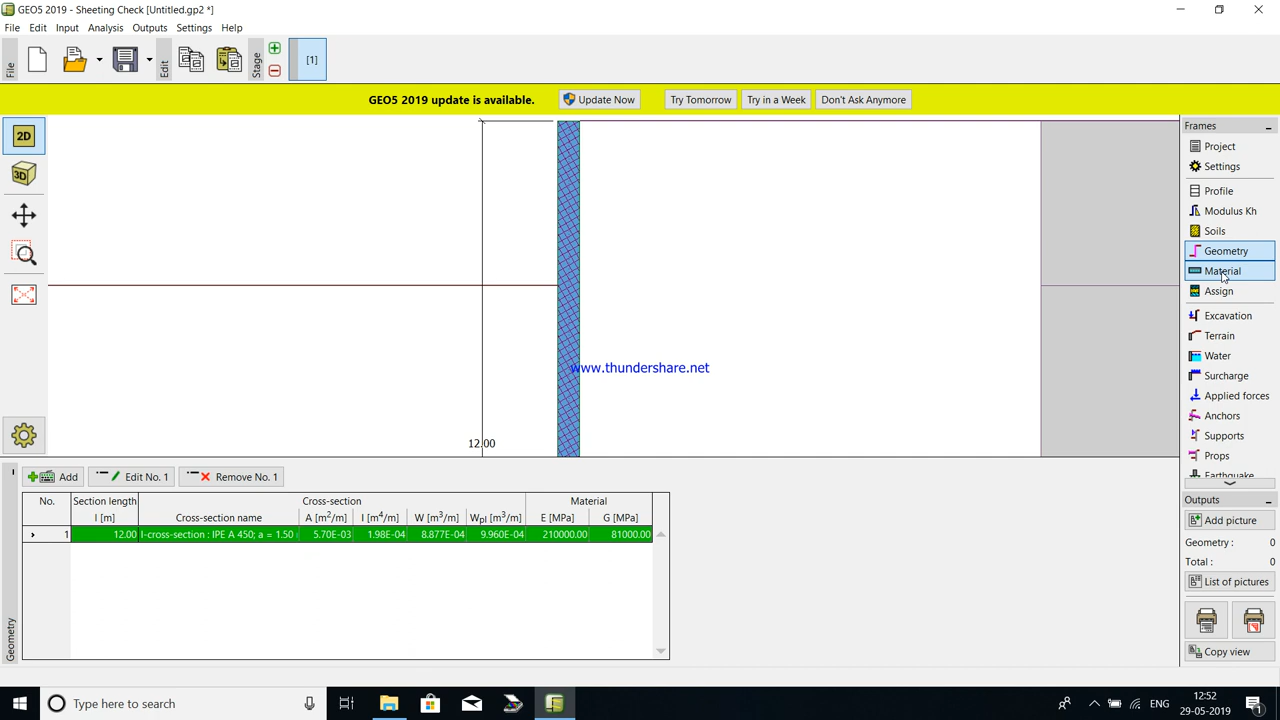 GEO5 2019 - Sheeting Check [Untitled.gp2 *]
File Edit Input Analysis Outputs Settings Help
File
Edit
Stage
[1]
GEO5 2019 update is available. Update Now Try Tomorrow Try in a Week Don't Ask Anymore
2D
3D
12.00
www.thundershare.net
Frames
Project
Settings
Profile
Modulus Kh
Soils
Geometry
Material
Assign
Excavation
Terrain
Water
Surcharge
Applied forces
Anchors
Supports
Props
Earthquake
Outputs
Add picture
Geometry : 0
Total : 0
List of pictures
Copy view
Geometry
Add Edit No. 1 Remove No. 1
No. Section length Cross-section Material
l [m] Cross-section name A [m²/m] I [m⁴/m] W [m³/m] Wpl [m³/m] E [MPa] G [MPa]
1 12.00 I-cross-section : IPE A 450; a = 1.50 5.70E-03 1.98E-04 8.877E-04 9.960E-04 210000.00 81000.00
Type here to search
ENG
12:52
29-05-2019
1